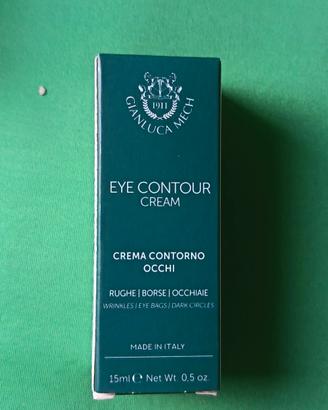 1911
GIANLUCA MECH
EYE CONTOUR
CREAM
CREMA CONTORNO
OCCHI
RUGHE | BORSE | OCCHIAIE
WRINKLES | EYE BAGS | DARK CIRCLES
MADE IN ITALY
15ml ℮ Net Wt. 0,5 oz.